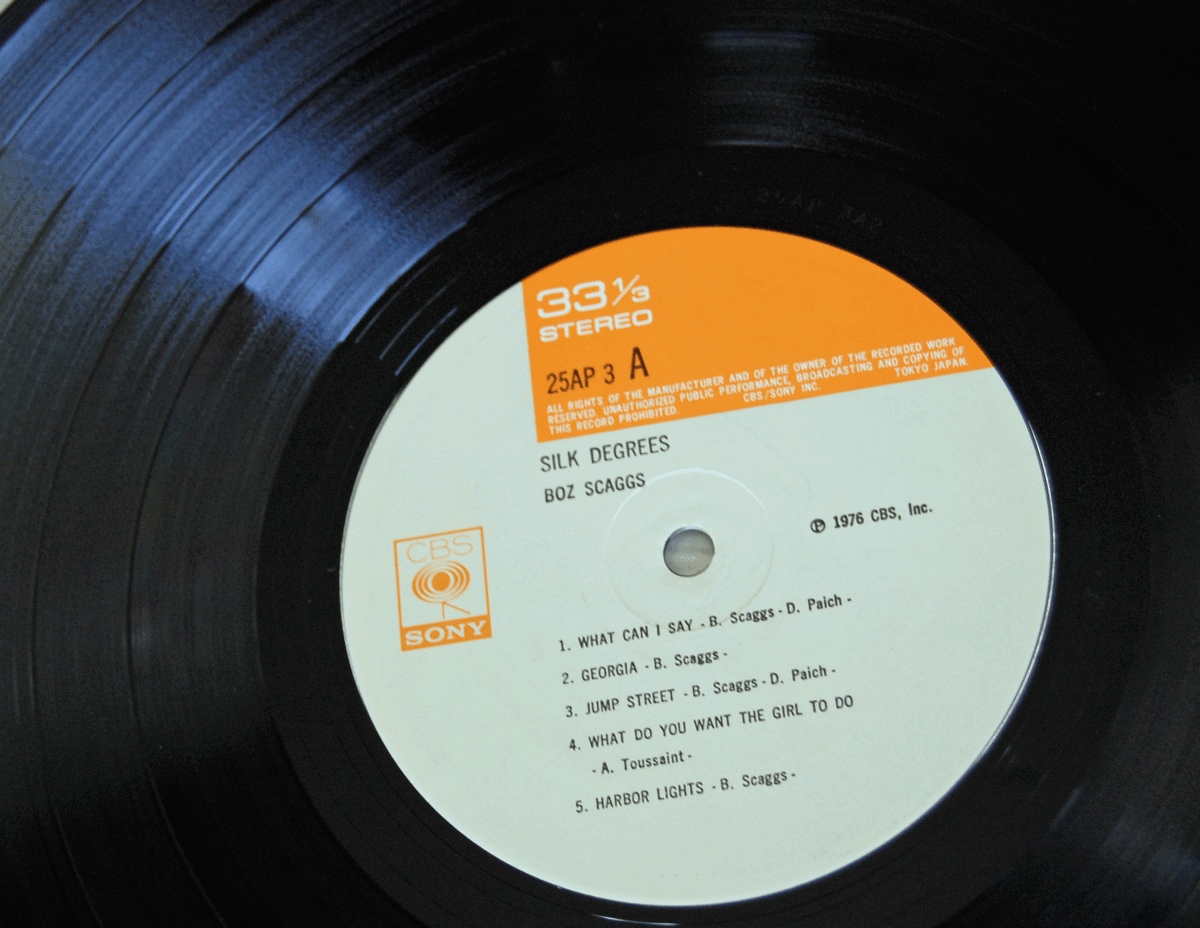 33⅓
STEREO
25AP 3 A
ALL RIGHTS OF THE MANUFACTURER AND OF THE OWNER OF THE RECORDED WORK
RESERVED. UNAUTHORIZED PUBLIC PERFORMANCE, BROADCASTING AND COPYING OF
THIS RECORD PROHIBITED. CBS/SONY INC. TOKYO JAPAN.
SILK DEGREES
BOZ SCAGGS
℗ 1976 CBS, Inc.
CBS
SONY
1. WHAT CAN I SAY - B. Scaggs - D. Paich -
2. GEORGIA - B. Scaggs -
3. JUMP STREET - B. Scaggs - D. Paich -
4. WHAT DO YOU WANT THE GIRL TO DO
- A. Toussaint -
5. HARBOR LIGHTS - B. Scaggs -